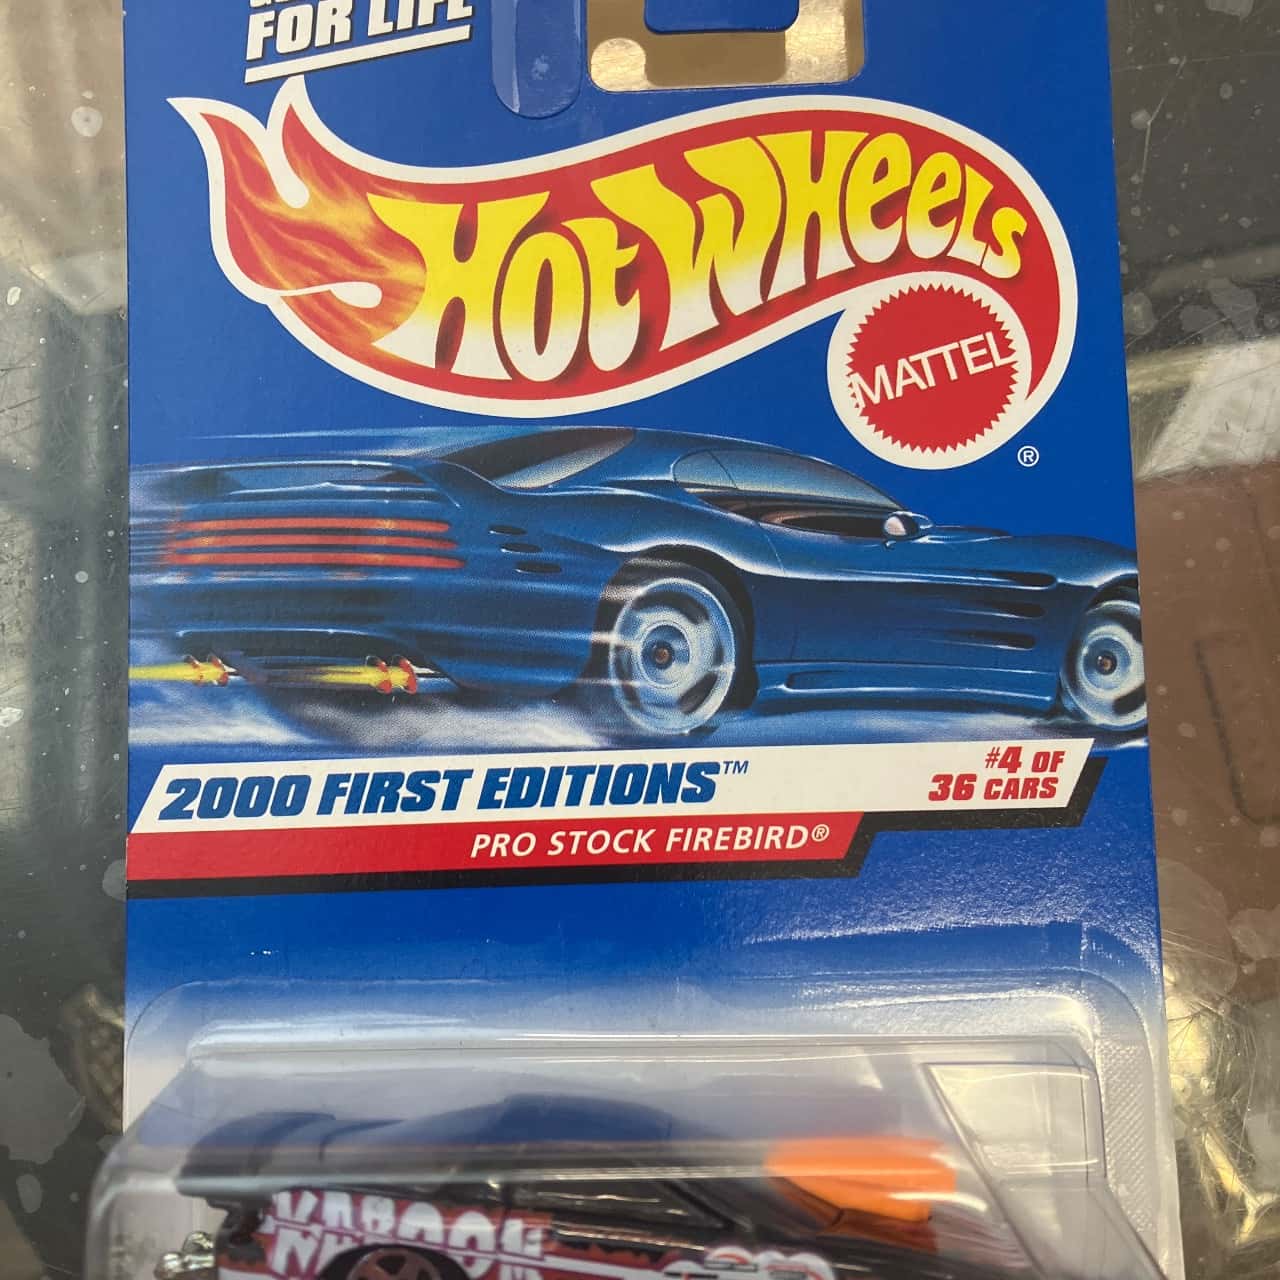 FOR LIFE
HOT WHEELS
MATTEL
®
2000 FIRST EDITIONS™
#4 OF
36 CARS
PRO STOCK FIREBIRD®